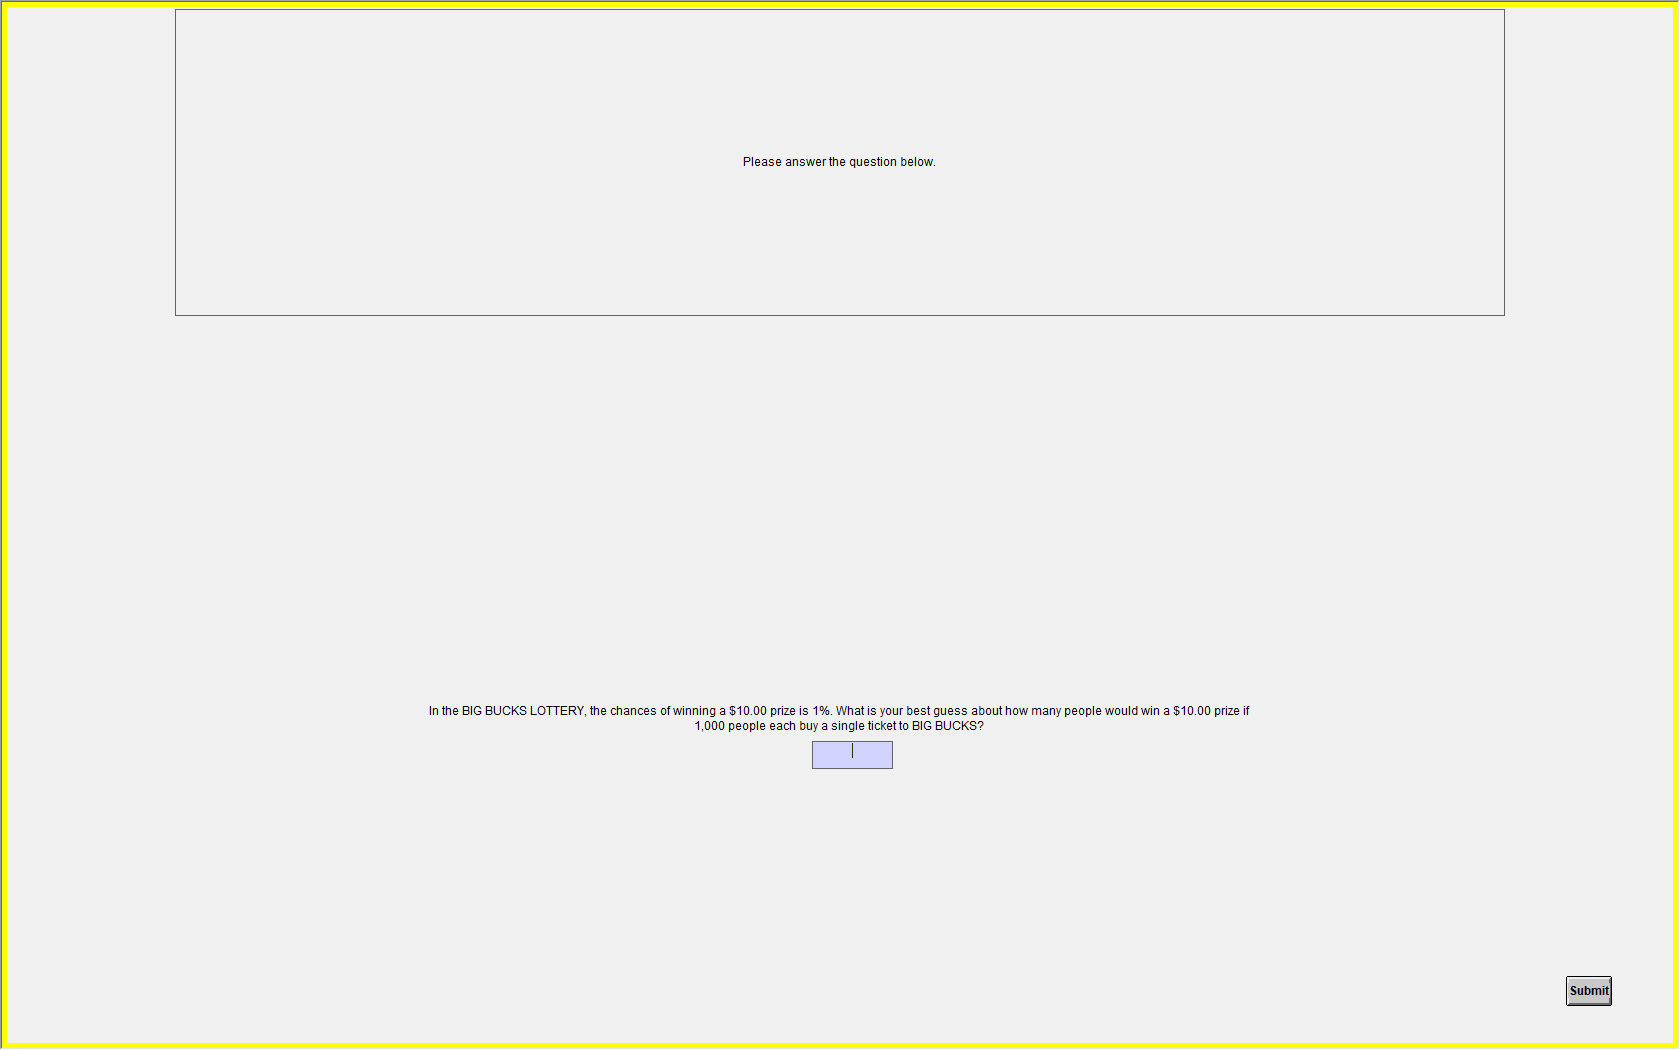 Please answer the question below.
In the BIG BUCKS LOTTERY, the chances of winning a $10.00 prize is 1%. What is your best guess about how many people would win a $10.00 prize if
1,000 people each buy a single ticket to BIG BUCKS?
Submit